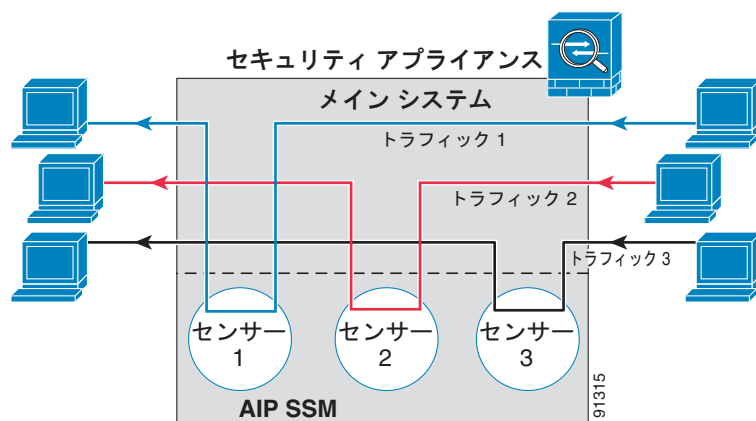 セキュリティ アプライアンス
メイン システム
トラフィック 1
トラフィック 2
トラフィック 3
センサー
1
センサー
2
センサー
3
AIP SSM
91315